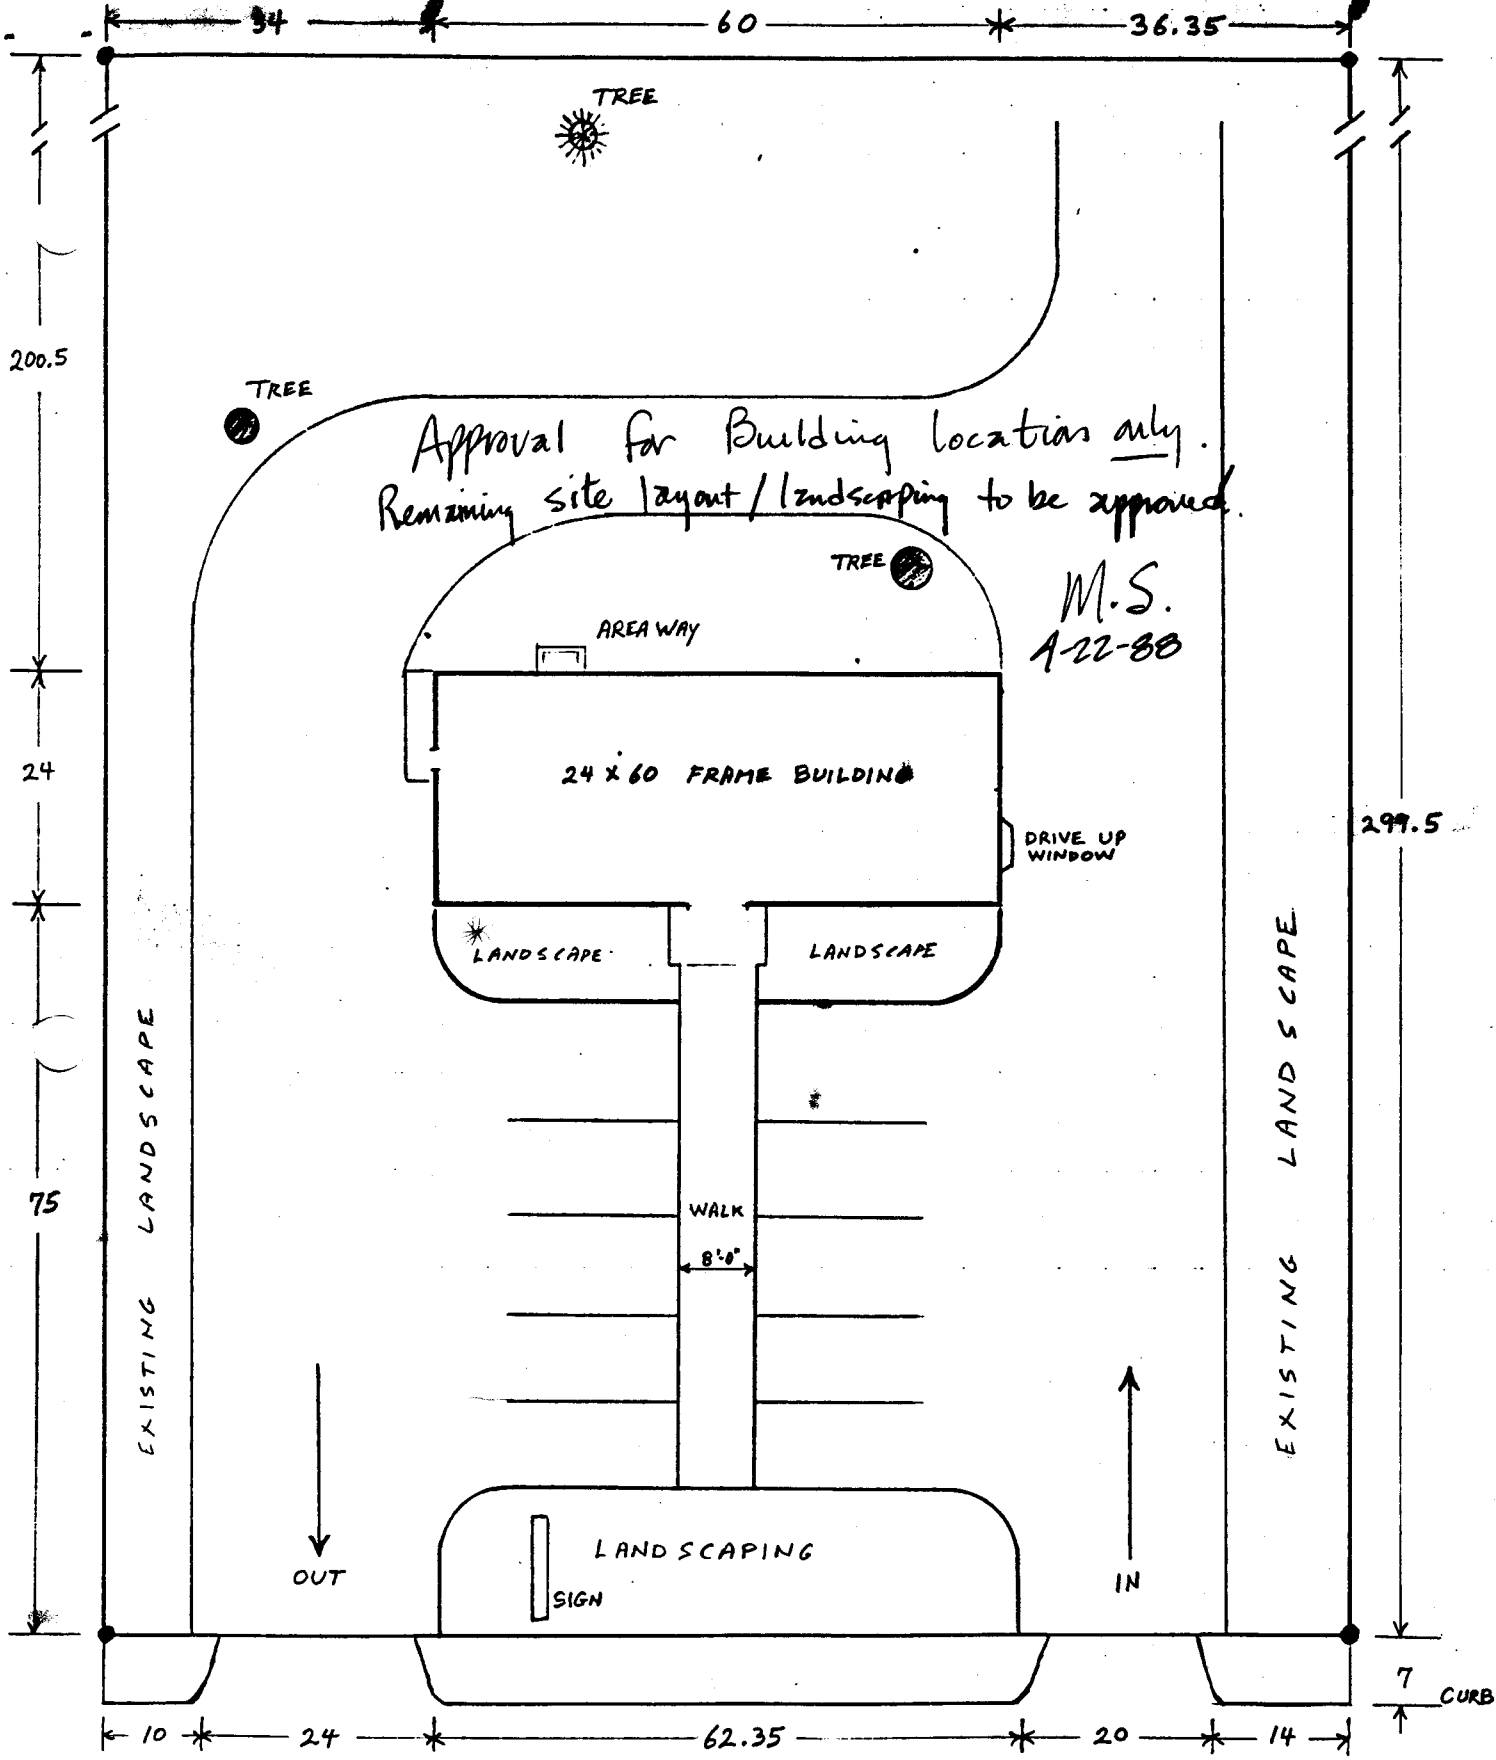 34 60 36.35
TREE
200.5
TREE
Approval for Building location only.
Remaining site layout/landscaping to be approved.
TREE
M.S.
4-22-88
AREA WAY
24
24 x 60 FRAME BUILDING
299.5
DRIVE UP
WINDOW
LANDSCAPE
LANDSCAPE
EXISTING LANDSCAPE
EXISTING LANDSCAPE
75
WALK
8'-0"
LANDSCAPING
OUT
SIGN
IN
7
CURB
10 24 62.35 20 14